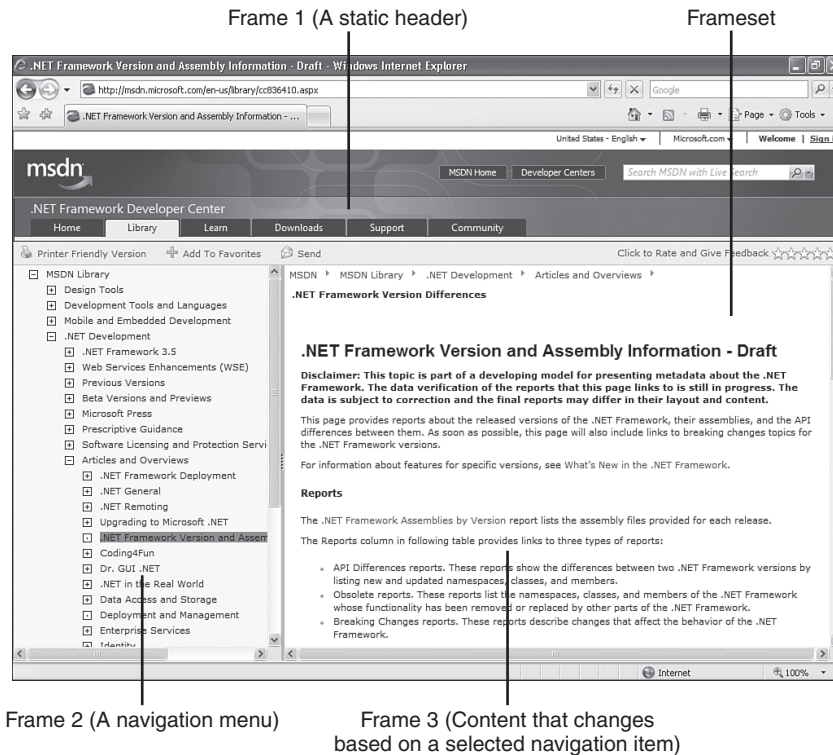 Frame 1 (A static header)
Frameset
.NET Framework Version and Assembly Information - Draft - Windows Internet Explorer
http://msdn.microsoft.com/en-us/library/cc836410.aspx
Google
.NET Framework Version and Assembly Information - ...
Page
Tools
United States - English
Microsoft.com
Welcome | Sign
msdn
MSDN Home
Developer Centers
Search MSDN with Live Search
.NET Framework Developer Center
Home
Library
Learn
Downloads
Support
Community
Printer Friendly Version
Add To Favorites
Send
Click to Rate and Give Feedback
MSDN Library
Design Tools
Development Tools and Languages
Mobile and Embedded Development
.NET Development
.NET Framework 3.5
Web Services Enhancements (WSE)
Previous Versions
Beta Versions and Previews
Microsoft Press
Prescriptive Guidance
Software Licensing and Protection Servi
Articles and Overviews
.NET Framework Deployment
.NET General
.NET Remoting
Upgrading to Microsoft .NET
.NET Framework Version and Assem
Coding4Fun
Dr. GUI .NET
.NET in the Real World
Data Access and Storage
Deployment and Management
Enterprise Services
Identity
MSDN MSDN Library .NET Development Articles and Overviews
.NET Framework Version Differences
.NET Framework Version and Assembly Information - Draft
Disclaimer: This topic is part of a developing model for presenting metadata about the .NET
Framework. The data verification of the reports that this page links to is still in progress. The
data is subject to correction and the final reports may differ in their layout and content.
This page provides reports about the released versions of the .NET Framework, their assemblies, and the API
differences between them. As soon as possible, this page will also include links to breaking changes topics for
the .NET Framework versions.
For information about features for specific versions, see What's New in the .NET Framework.
Reports
The .NET Framework Assemblies by Version report lists the assembly files provided for each release.
The Reports column in following table provides links to three types of reports:
API Differences reports. These reports show the differences between two .NET Framework versions by
listing new and updated namespaces, classes, and members.
Obsolete reports. These reports list the namespaces, classes, and members of the .NET Framework
whose functionality has been removed or replaced by other parts of the .NET Framework.
Breaking Changes reports. These reports describe changes that affect the behavior of the .NET
Framework.
Internet
100%
Frame 2 (A navigation menu)
Frame 3 (Content that changes
based on a selected navigation item)